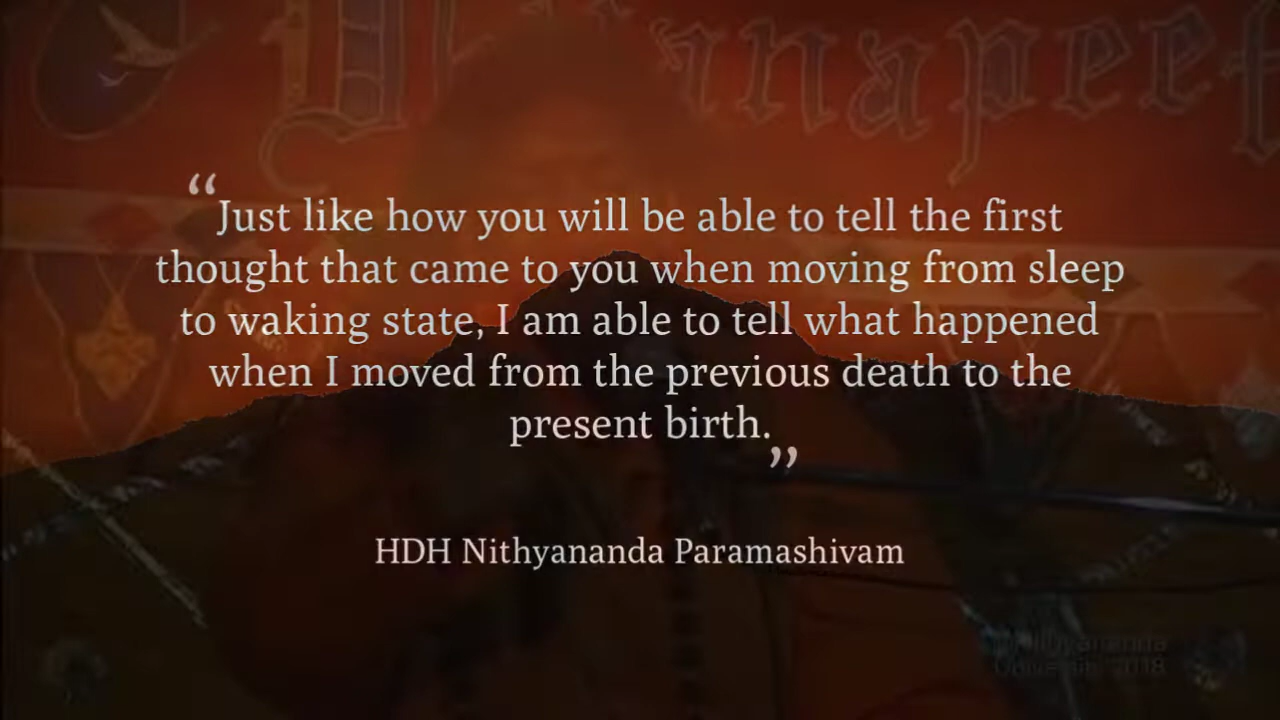 “Just like how you will be able to tell the first
thought that came to you when moving from sleep
to waking state, I am able to tell what happened
when I moved from the previous death to the
present birth.”
HDH Nithyananda Paramashivam